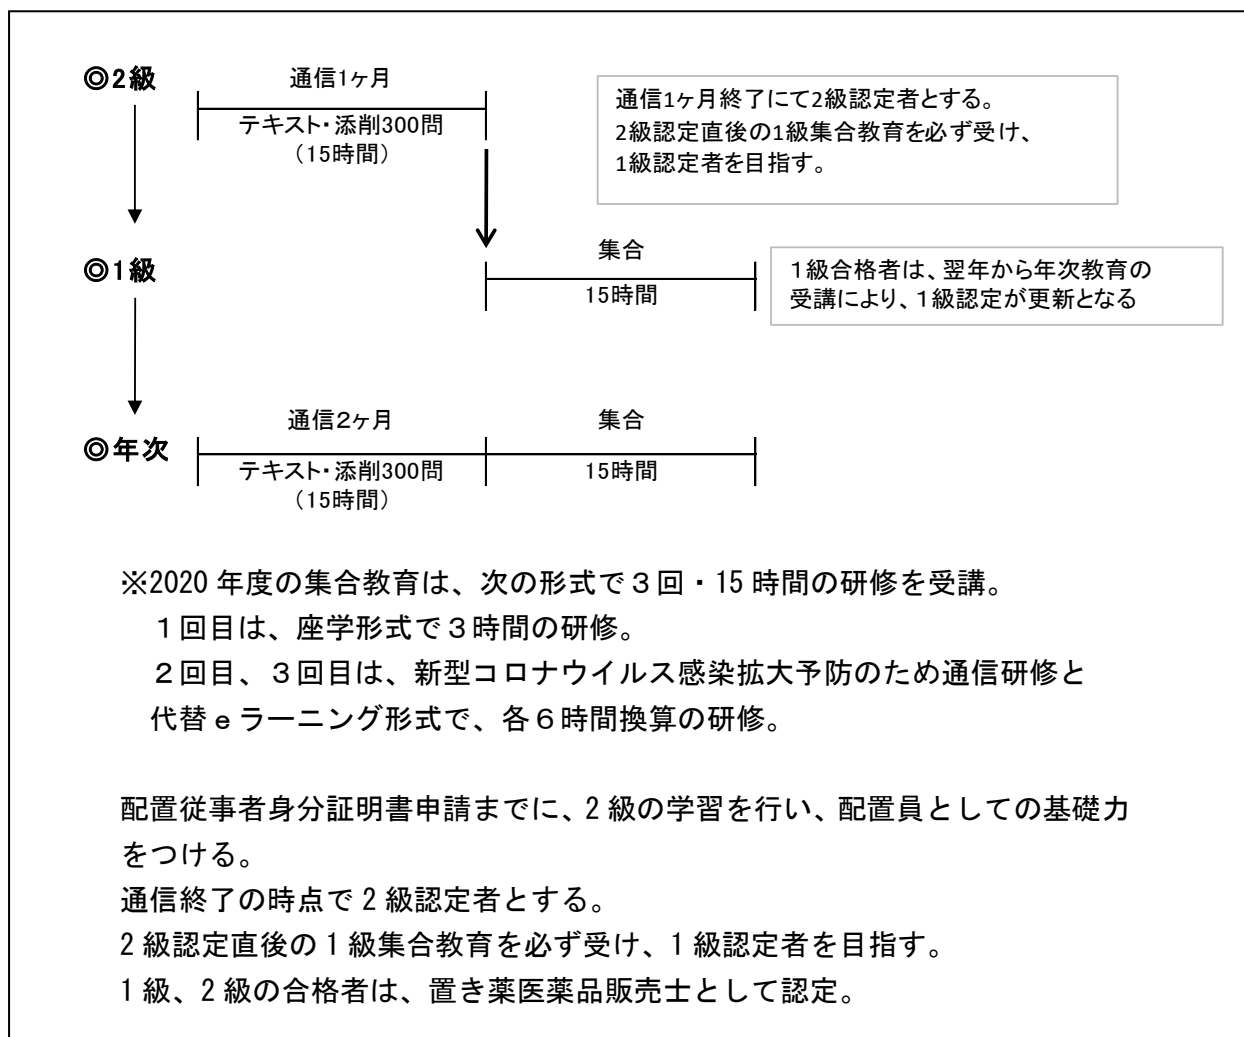 ◎2級
通信1ヶ月
テキスト・添削300問
（15時間）
通信1ヶ月終了にて2級認定者とする。
2級認定直後の1級集合教育を必ず受け、
1級認定者を目指す。
◎1級
集合
15時間
１級合格者は、翌年から年次教育の
受講により、１級認定が更新となる
◎年次
通信２ヶ月
テキスト・添削300問
（15時間）
集合
15時間
※2020 年度の集合教育は、次の形式で３回・15 時間の研修を受講。
１回目は、座学形式で３時間の研修。
２回目、３回目は、新型コロナウイルス感染拡大予防のため通信研修と
代替ｅラーニング形式で、各６時間換算の研修。
配置従事者身分証明書申請までに、2 級の学習を行い、配置員としての基礎力
をつける。
通信終了の時点で 2 級認定者とする。
2 級認定直後の 1 級集合教育を必ず受け、1 級認定者を目指す。
1 級、2 級の合格者は、置き薬医薬品販売士として認定。